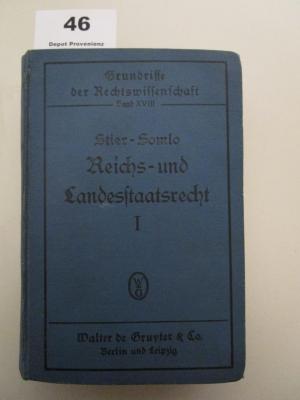 46
Depot Provenienz
Grundrisse
der Rechtswissenschaft
Band XVIII
Stier-Somlo
Reichs- und
Landesstaatsrecht
I
W
G
Walter de Gruyter & Co.
Berlin und Leipzig